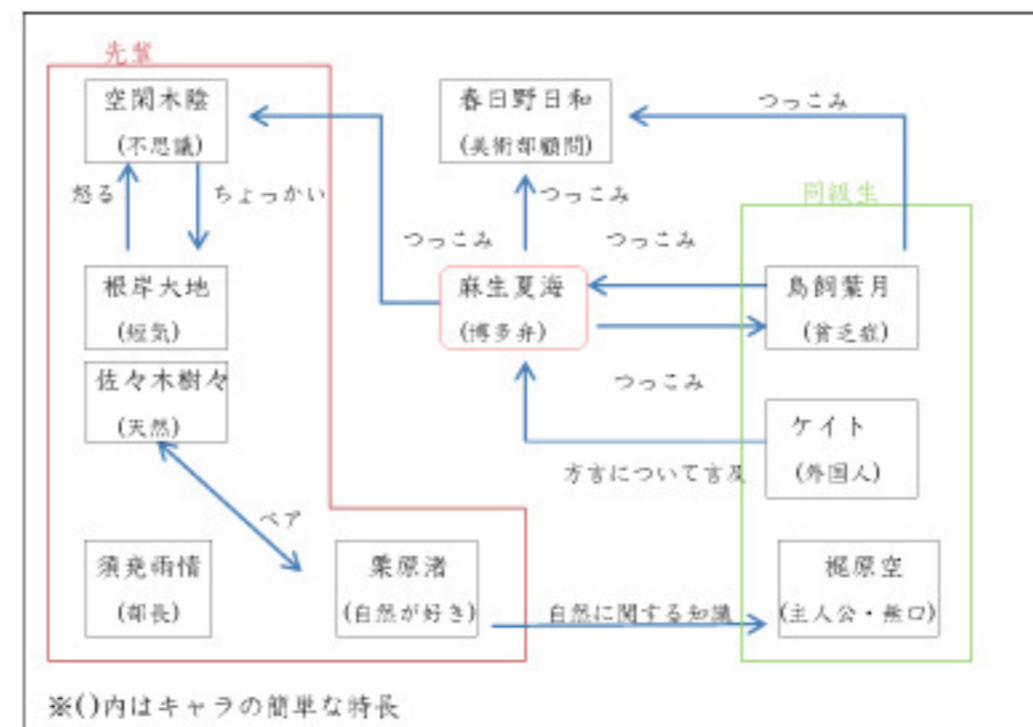 先輩
空閑木陰
(不思議)
春日野日和
(美術部顧問)
つっこみ
怒る
ちょっかい
つっこみ
同級生
つっこみ
つっこみ
根岸大地
(短気)
麻生夏海
(博多弁)
鳥飼葉月
(貧乏症)
佐々木樹々
(天然)
つっこみ
ケイト
(外国人)
方言について言及
ペア
(部長)
栗原渚
(自然が好き)
自然に関する知識
梶原空
(主人公・無口)
※()内はキャラの簡単な特長